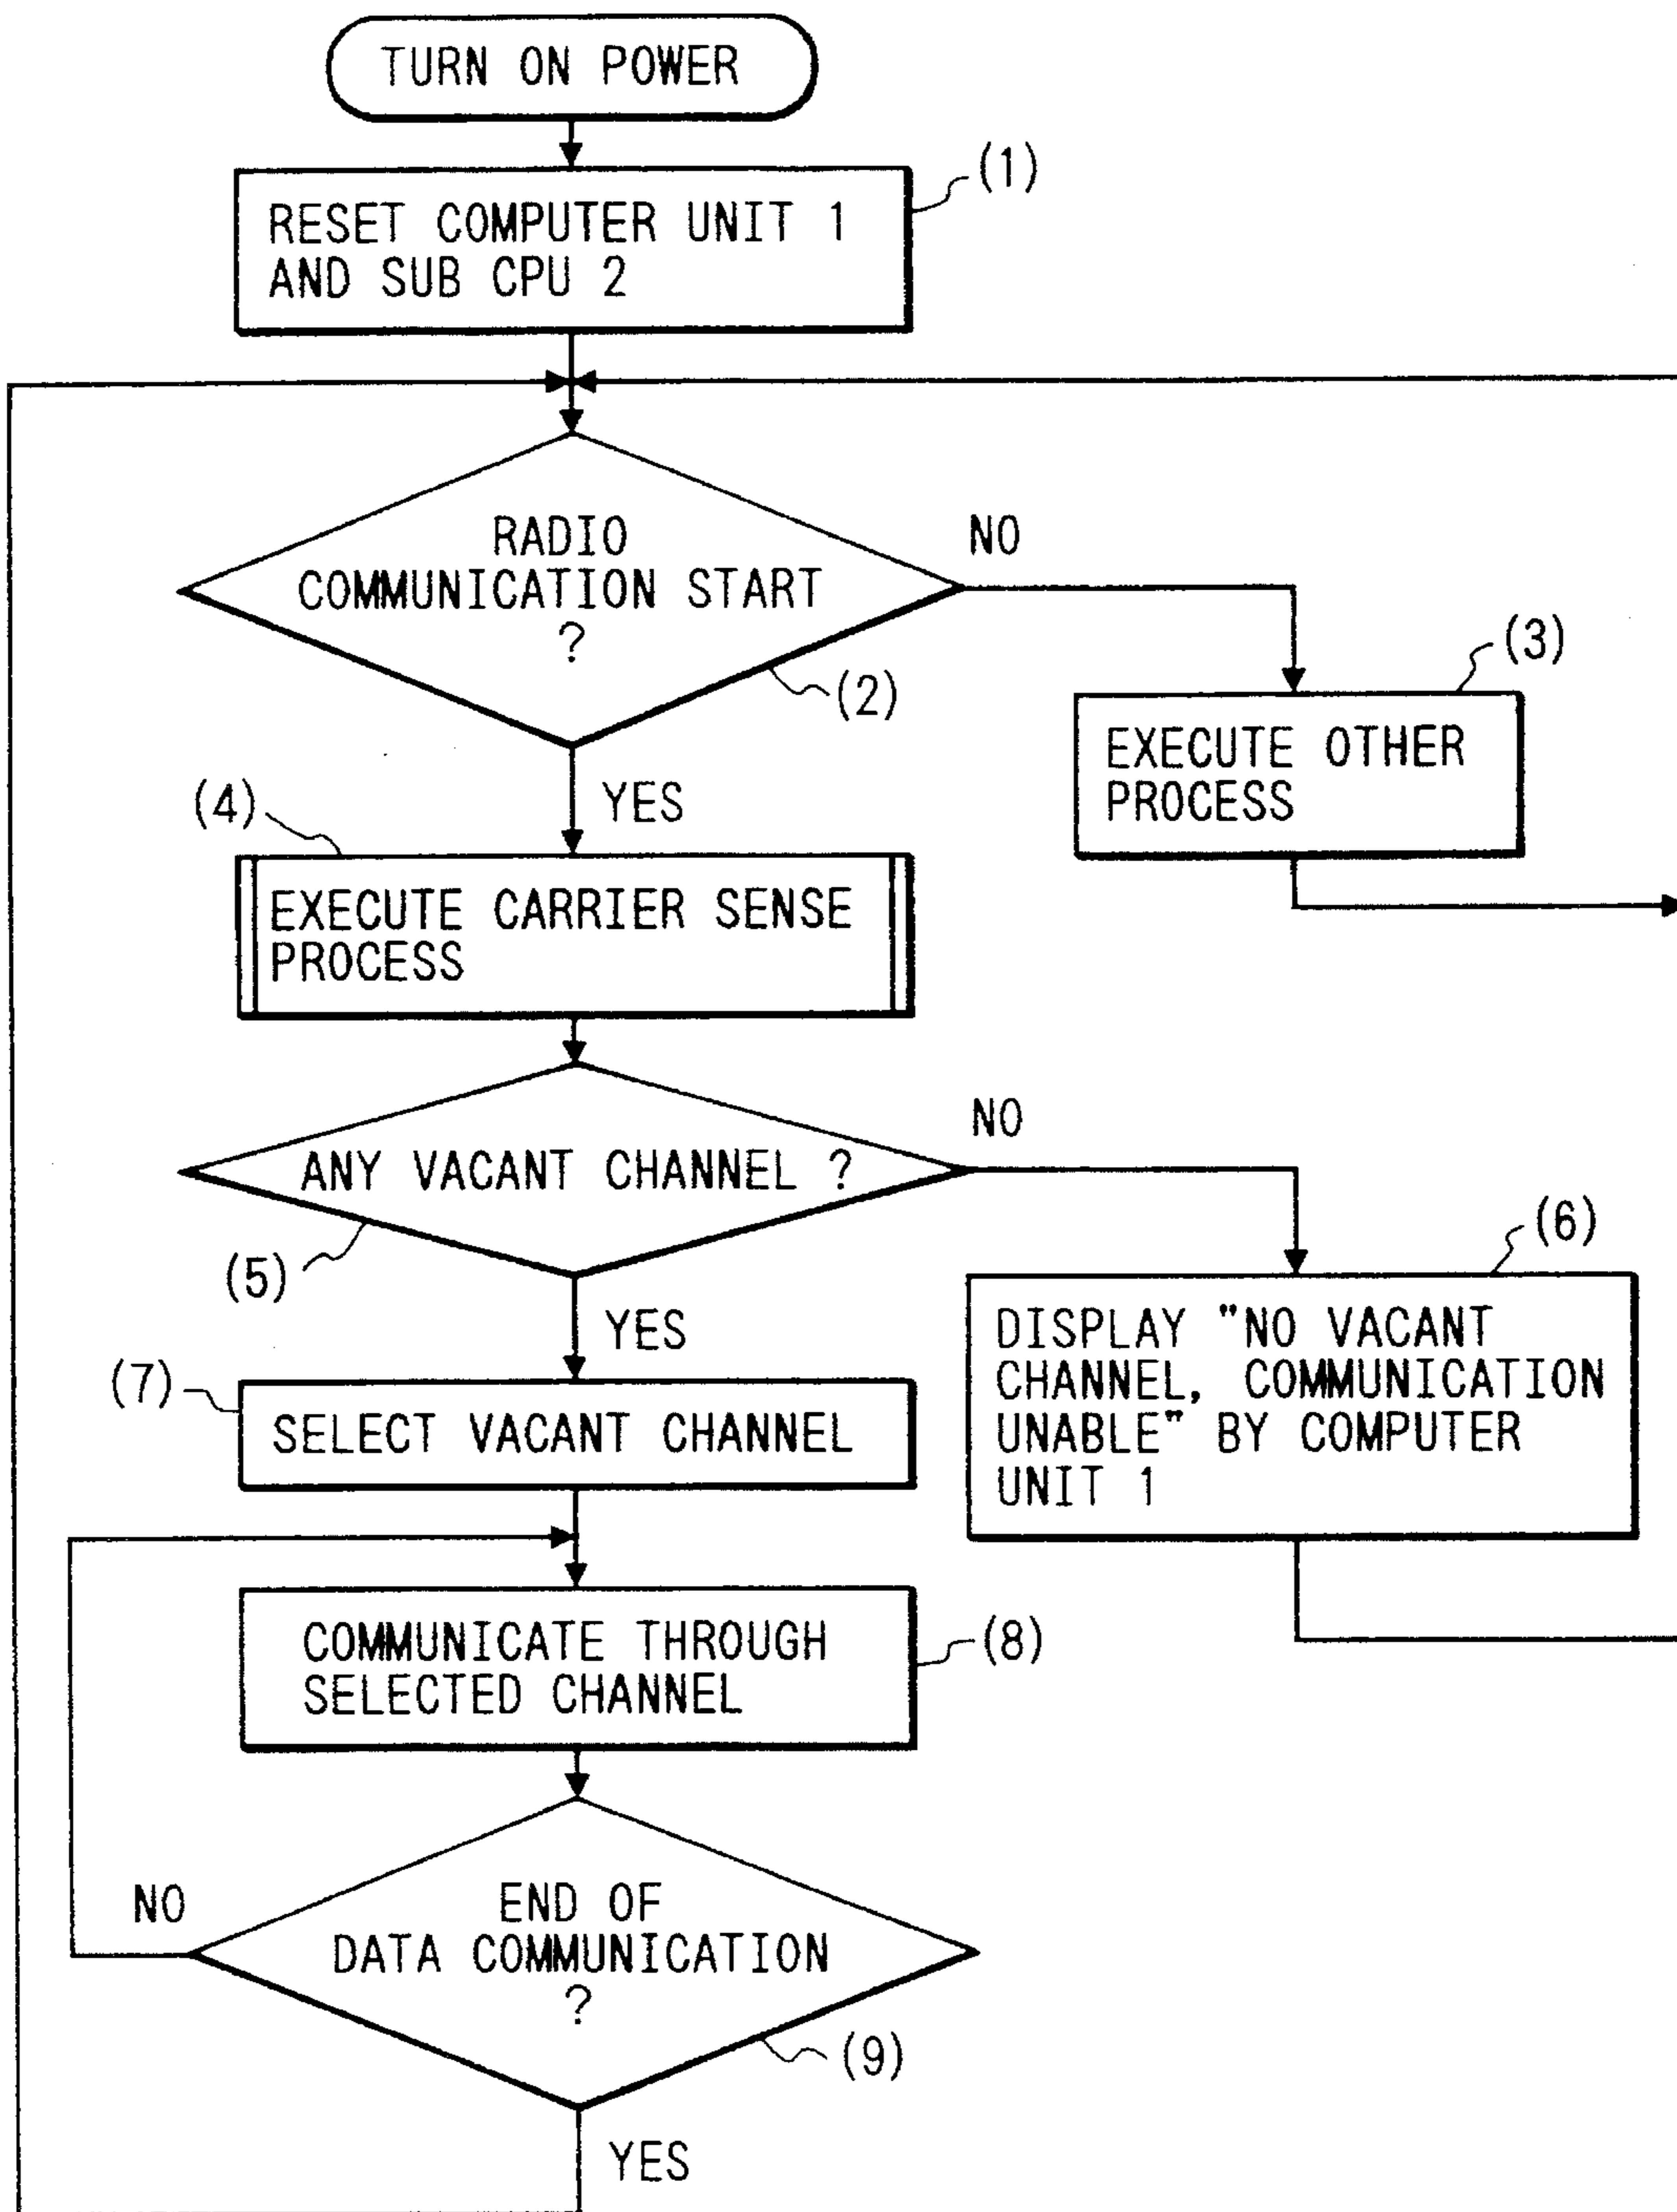 TURN ON POWER
(1)
RESET COMPUTER UNIT 1
AND SUB CPU 2
RADIO
COMMUNICATION START
?
NO
(2)
(3)
EXECUTE OTHER
PROCESS
YES
(4)
EXECUTE CARRIER SENSE
PROCESS
ANY VACANT CHANNEL ?
NO
(5)
(6)
DISPLAY "NO VACANT
CHANNEL, COMMUNICATION
UNABLE" BY COMPUTER
UNIT 1
YES
(7)
SELECT VACANT CHANNEL
COMMUNICATE THROUGH
SELECTED CHANNEL
(8)
END OF
DATA COMMUNICATION
?
NO
(9)
YES